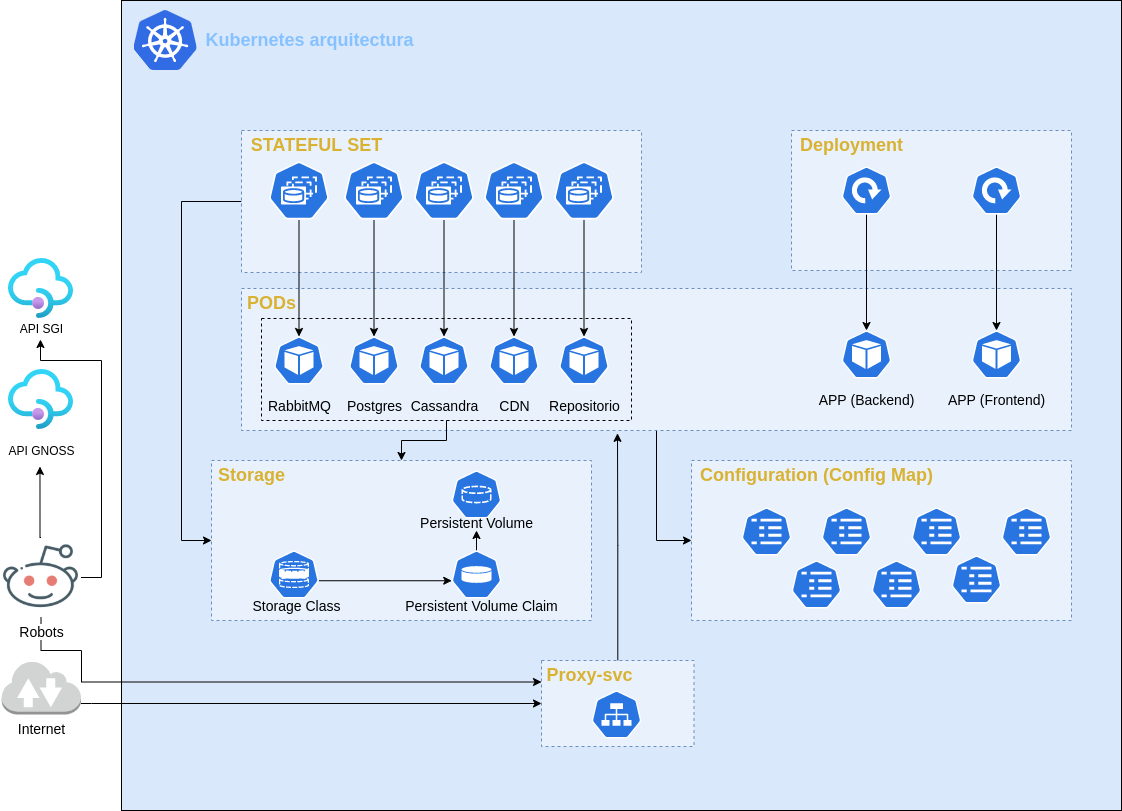 Kubernetes arquitectura
STATEFUL SET
Deployment
PODs
RabbitMQ
Postgres
Cassandra
CDN
Repositorio
APP (Backend)
APP (Frontend)
API SGI
API GNOSS
Robots
Internet
Storage
Persistent Volume
Storage Class
Persistent Volume Claim
Configuration (Config Map)
Proxy-svc